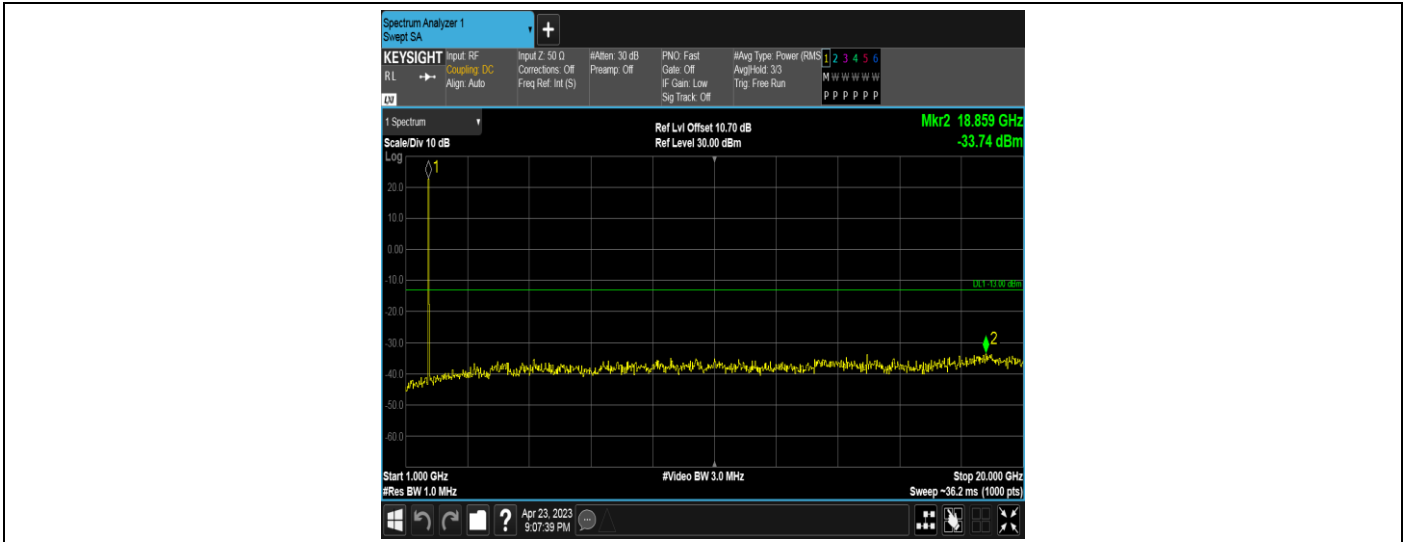 Spectrum Analyzer 1
Swept SA
+
KEYSIGHT Input: RF Input Z: 50 Ω #Atten: 30 dB PNO: Fast #Avg Type: Power (RMS 1 2 3 4 5 6
RL Coupling: DC Corrections: Off Preamp: Off Gate: Off Avg|Hold: 3/3 M W W W W W
Align: Auto Freq Ref: Int (S) IF Gain: Low Trig: Free Run
LXI Sig Track: Off P P P P P P
1 Spectrum Ref Lvl Offset 10.70 dB Mkr2 18.859 GHz
Scale/Div 10 dB Ref Level 30.00 dBm -33.74 dBm
Log
1
20.0
10.0
0.00
-10.0
DL1 -13.00 dBm
-20.0
-30.0
2
-40.0
-50.0
-60.0
Start 1.000 GHz #Video BW 3.0 MHz Stop 20.000 GHz
#Res BW 1.0 MHz Sweep ~36.2 ms (1000 pts)
? Apr 23, 2023
9:07:39 PM